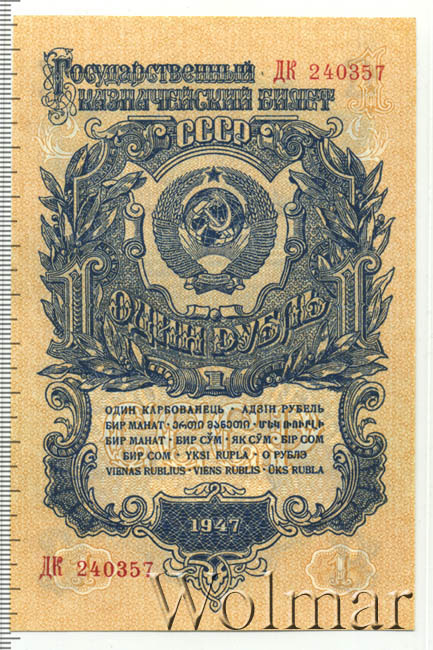 Государственный ДК 240357
казначейский билет
СССР
1 1
ОДИН РУБЛЬ
1
ОДИН КАРБОВАНЕЦЬ · АДЗІН РУБЕЛЬ
БИР МАНАТ · ᲔᲠᲗᲘ ᲛᲐᲜᲔᲗᲘ · ՄԵԿ ՌՈՒԲԼԻ
БИР МАНАТ · БИР СЎМ · ЯК СЎМ · БІР СОМ
БИР СОМ · YKSI RUPLA · О РУБЛЭ
VIENAS RUBLIUS · VIENS RUBLIS · ÜKS RUBLA
1947
ДК 240357
1
Wolmar